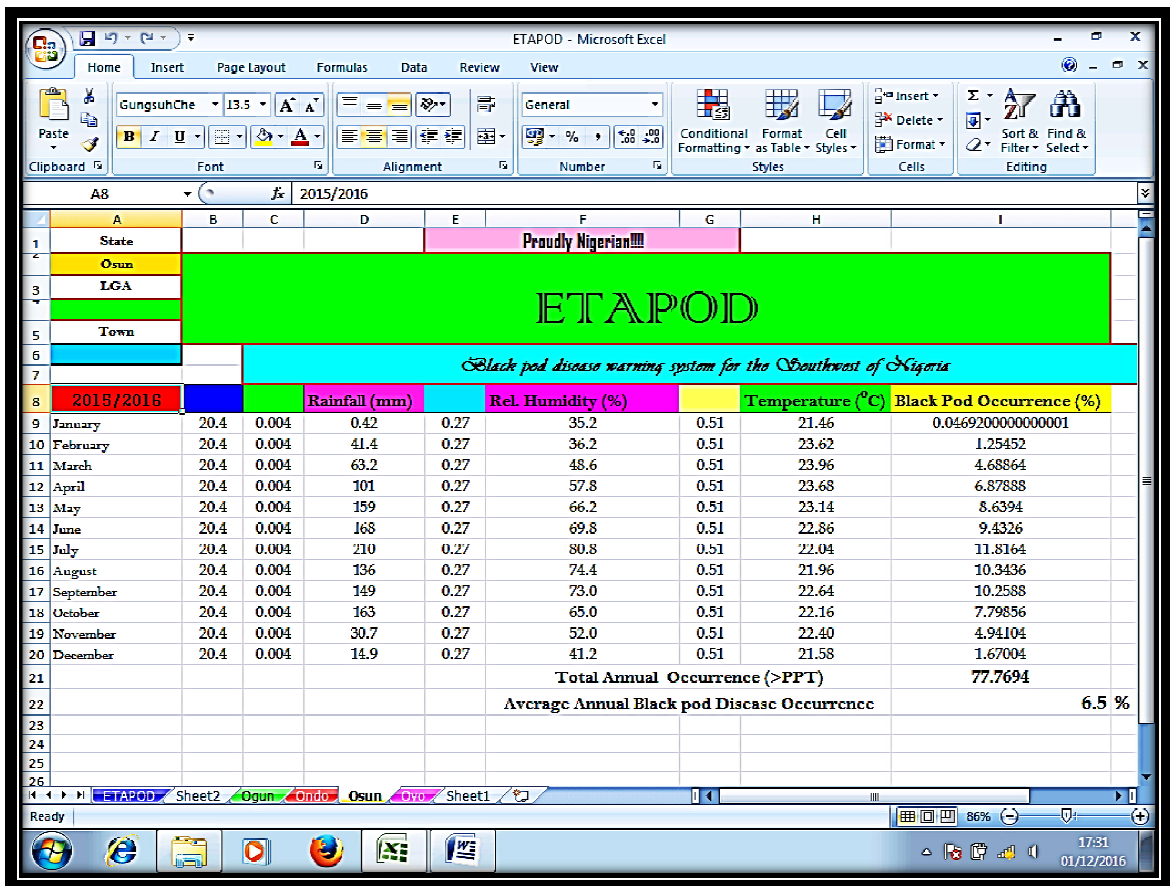 ETAPOD - Microsoft Excel
Home Insert Page Layout Formulas Data Review View
Paste
GungsuhChe 13.5 A A
B I U A
General
% ,
Conditional Formatting
Format as Table
Cell Styles
Insert
Delete
Format
Σ
Sort & Filter
Find & Select
Clipboard Font Alignment Number Styles Cells Editing
A8 fx 2015/2016
A B C D E F G H I
1 State Proudly Nigerian!!!!
2 Osun
3 LGA
ETAPOD
4
5 Town
6
Black pod disease warning system for the Southwest of Nigeria
7
8 2015/2016 Rainfall (mm) Rel. Humidity (%) Temperature (°C) Black Pod Occurrence (%)
9 January 20.4 0.004 0.42 0.27 35.2 0.51 21.46 0.0469200000000001
10 February 20.4 0.004 41.4 0.27 36.2 0.51 23.62 1.25452
11 March 20.4 0.004 63.2 0.27 48.6 0.51 23.96 4.68864
12 April 20.4 0.004 101 0.27 57.8 0.51 23.68 6.87888
13 May 20.4 0.004 159 0.27 66.2 0.51 23.14 8.6394
14 June 20.4 0.004 168 0.27 69.8 0.51 22.86 9.4326
15 July 20.4 0.004 210 0.27 80.8 0.51 22.04 11.8164
16 August 20.4 0.004 136 0.27 74.4 0.51 21.96 10.3436
17 September 20.4 0.004 149 0.27 73.0 0.51 22.64 10.2588
18 October 20.4 0.004 163 0.27 65.0 0.51 22.16 7.79856
19 November 20.4 0.004 30.7 0.27 52.0 0.51 22.40 4.94104
20 December 20.4 0.004 14.9 0.27 41.2 0.51 21.58 1.67004
21 Total Annual Occurrence (>PPT) 77.7694
22 Average Annual Black pod Disease Occurrence 6.5 %
23
24
25
26
ETAPOD Sheet2 Ogun Ondo Osun Oyo Sheet1
Ready 86%
17:31
01/12/2016